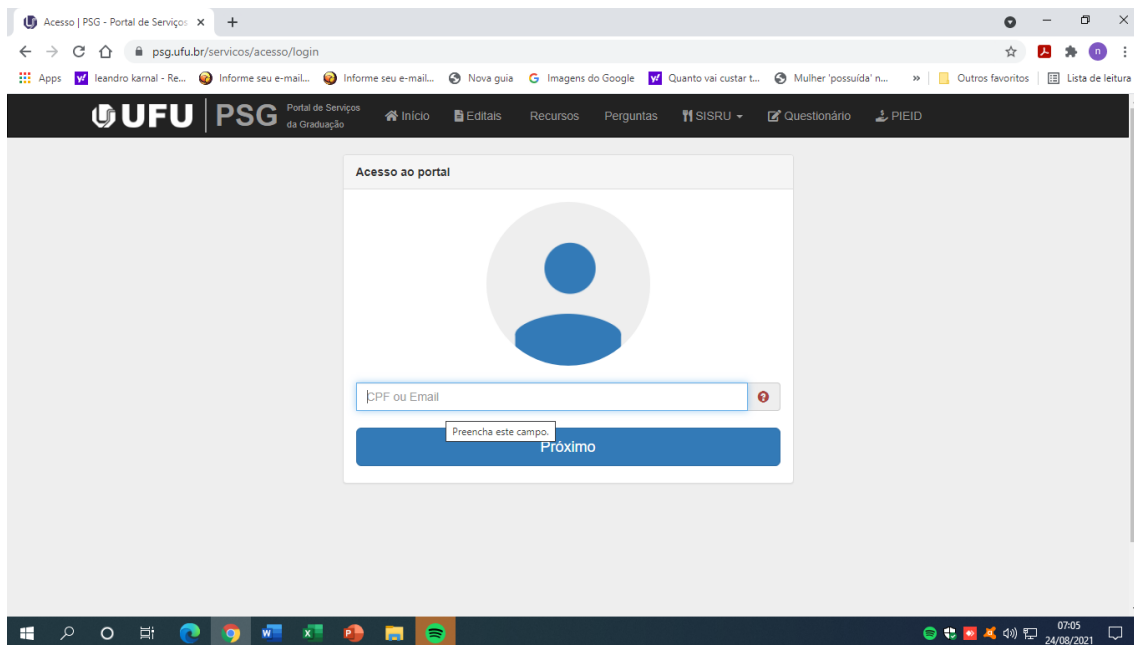 Acesso | PSG - Portal de Serviços
psg.ufu.br/servicos/acesso/login
n
Apps leandro karnal - Re... Informe seu e-mail... Informe seu e-mail... Nova guia Imagens do Google Quanto vai custar t... Mulher 'possuída' n... » Outros favoritos Lista de leitura
UFU PSG Portal de Serviços da Graduação Início Editais Recursos Perguntas SISRU Questionário PIEID
Acesso ao portal
CPF ou Email
Preencha este campo.
Próximo
07:05
24/08/2021